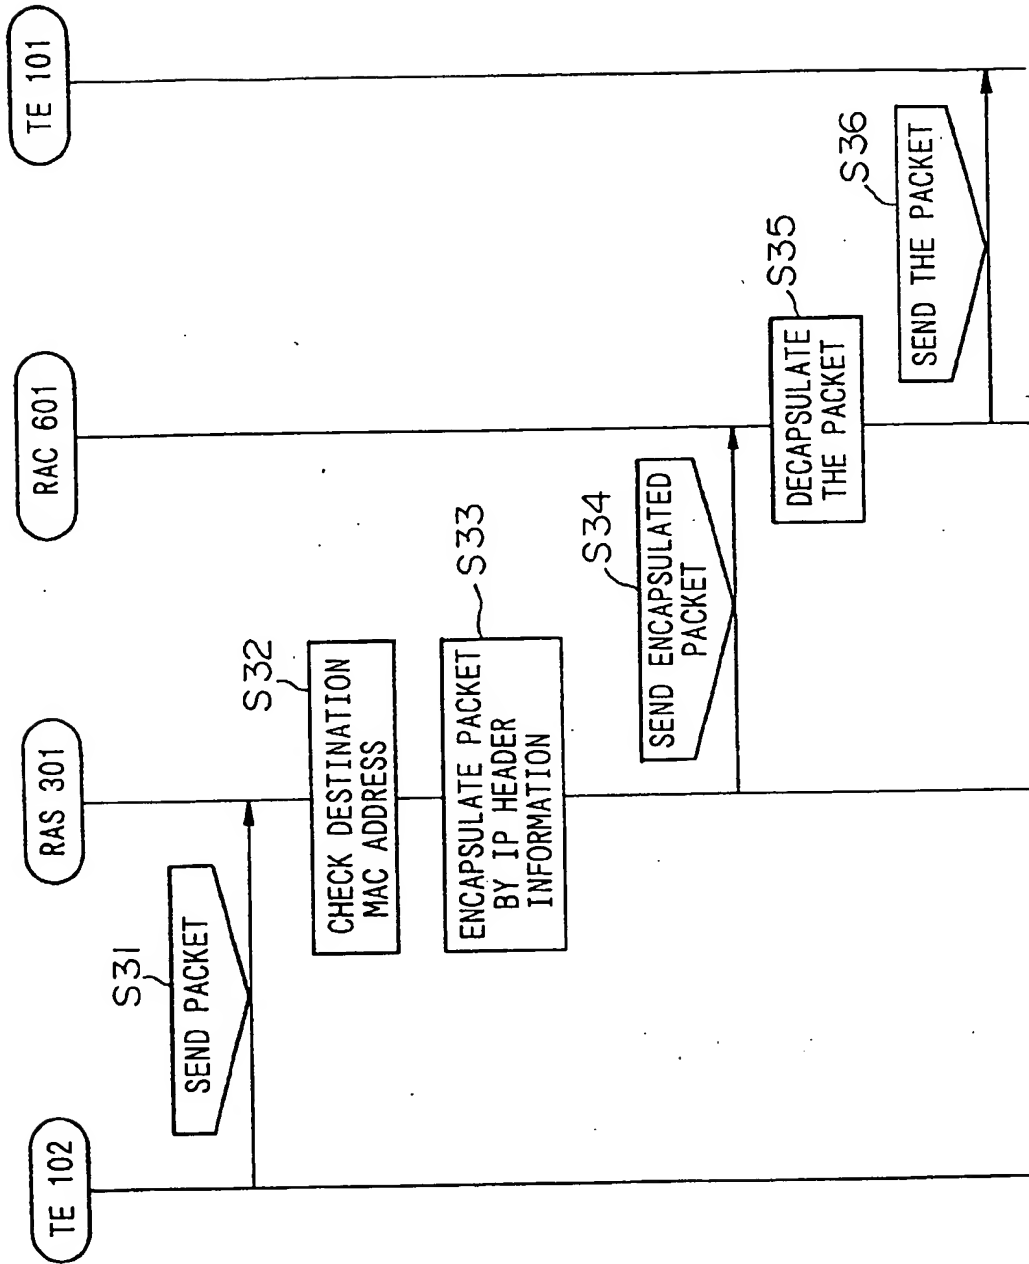 TE 102
RAS 301
RAC 601
TE 101
S31
SEND PACKET
S32
CHECK DESTINATION
MAC ADDRESS
S33
ENCAPSULATE PACKET
BY IP HEADER
INFORMATION
S34
SEND ENCAPSULATED
PACKET
S35
DECAPSULATE
THE PACKET
S36
SEND THE PACKET